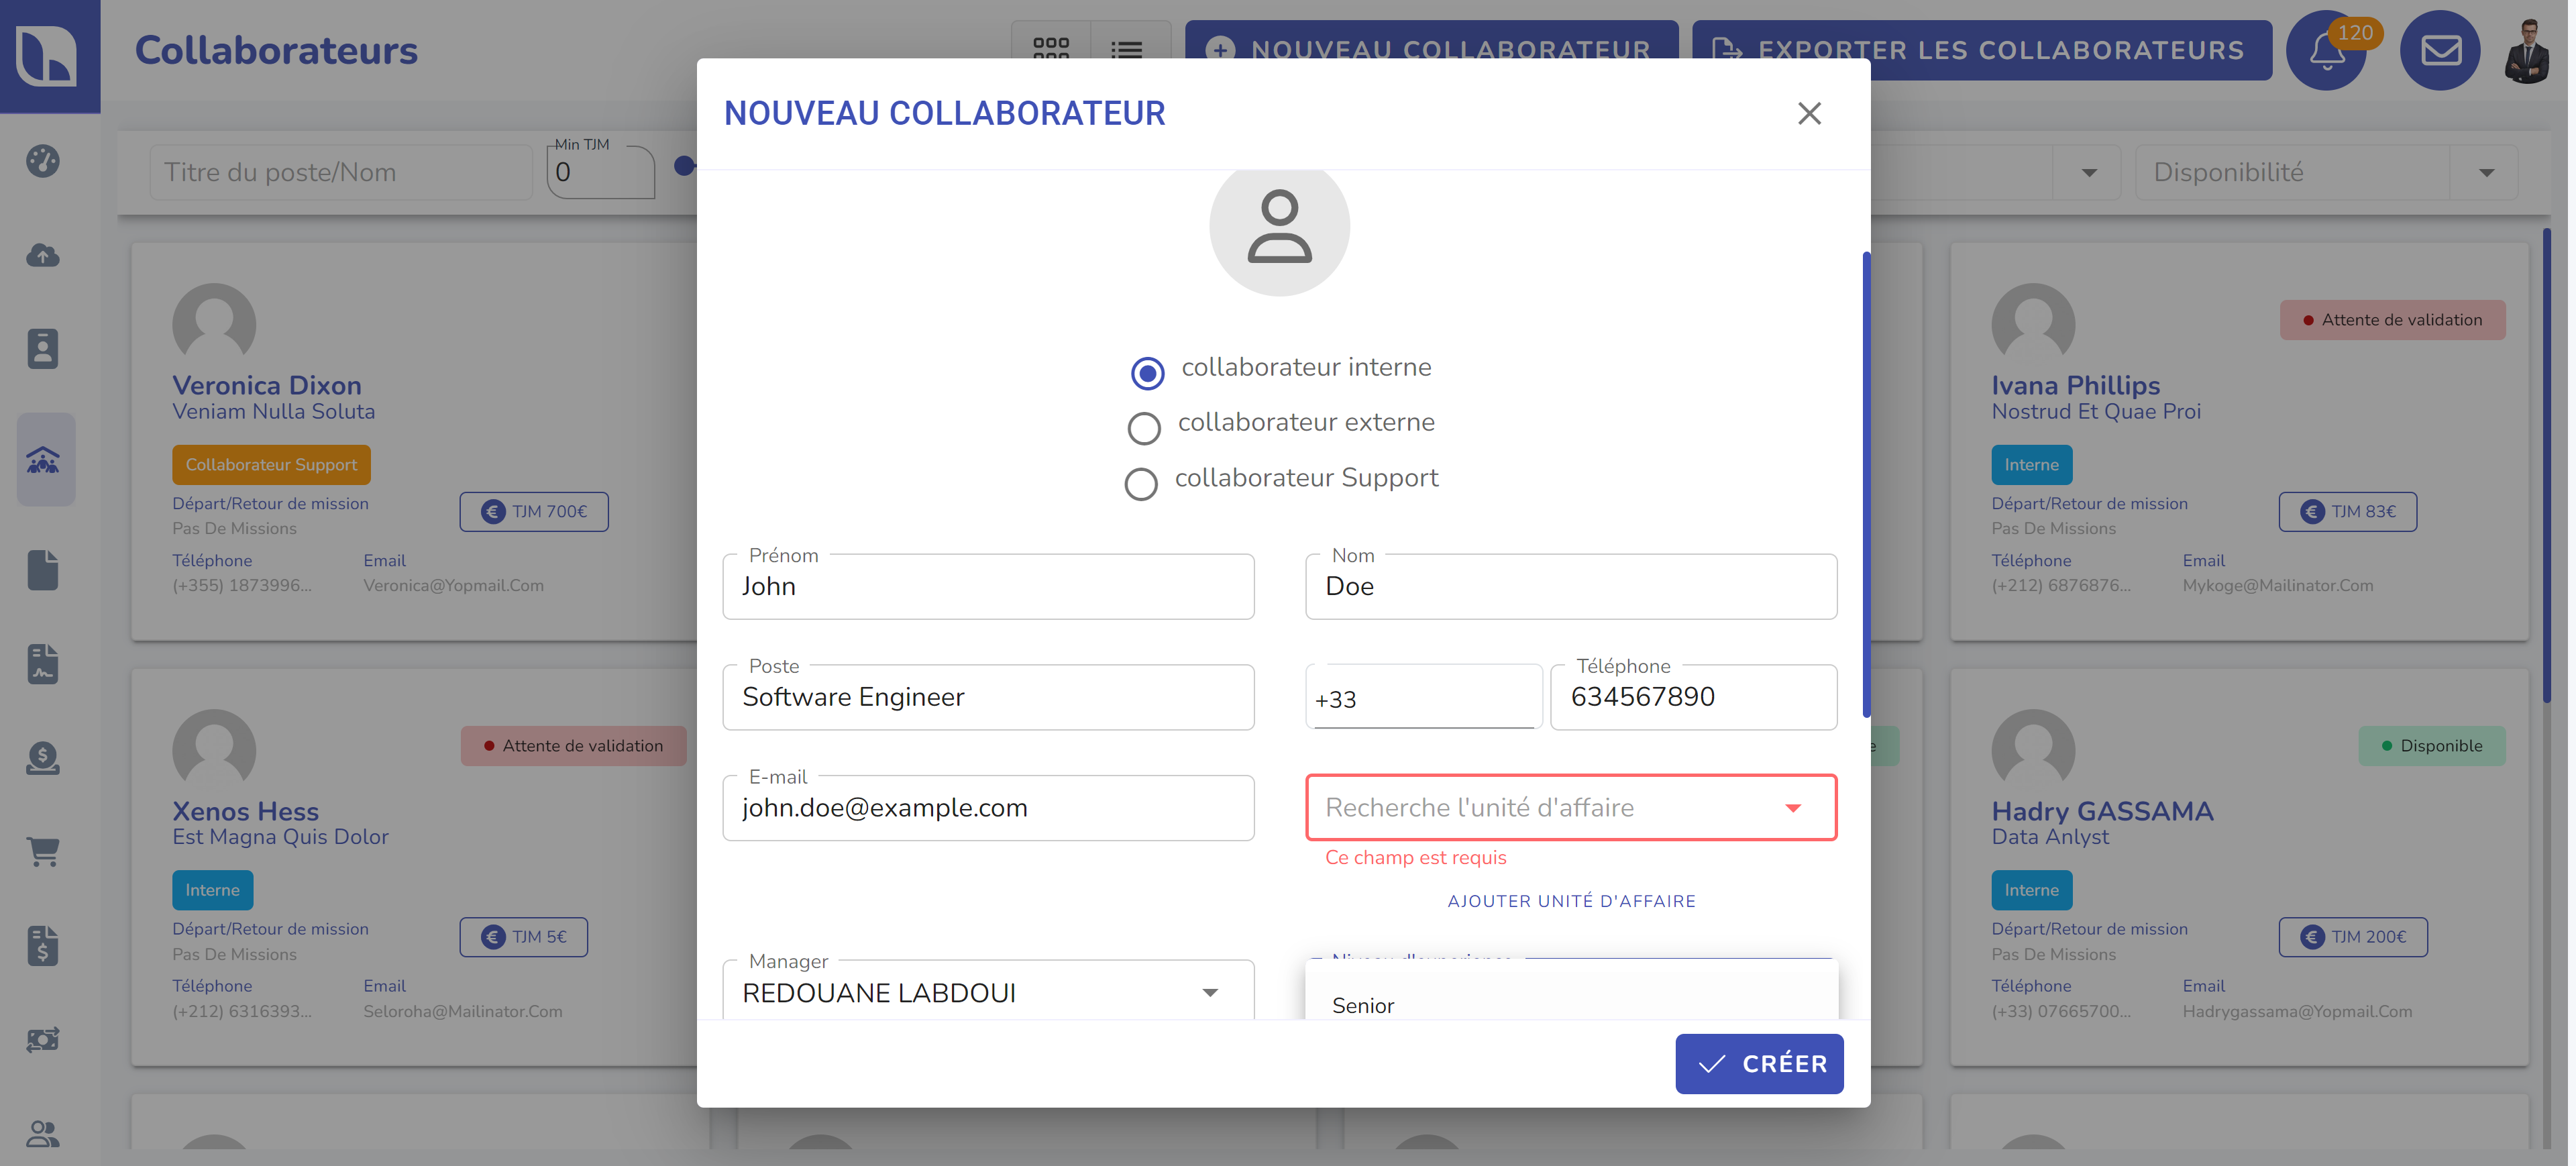 Collaborateurs
NOUVEAU COLLABORATEUR
EXPORTER LES COLLABORATEURS
120
NOUVEAU COLLABORATEUR
Titre du poste/Nom
Min TJM
0
Disponibilité
collaborateur interne
collaborateur externe
collaborateur Support
Prénom
John
Nom
Doe
Poste
Software Engineer
+33
Téléphone
634567890
E-mail
john.doe@example.com
Recherche l'unité d'affaire
Ce champ est requis
AJOUTER UNITÉ D'AFFAIRE
Manager
REDOUANE LABDOUI
Niveau d'experience
Senior
CRÉER
Veronica Dixon
Veniam Nulla Soluta
Collaborateur Support
Départ/Retour de mission
Pas De Missions
€ TJM 700€
Téléphone
(+355) 1873996...
Email
Veronica@Yopmail.Com
Attente de validation
Ivana Phillips
Nostrud Et Quae Proi
Interne
Départ/Retour de mission
Pas De Missions
€ TJM 83€
Téléphone
(+212) 6876876...
Email
Mykoge@Mailinator.Com
Attente de validation
Xenos Hess
Est Magna Quis Dolor
Interne
Départ/Retour de mission
Pas De Missions
€ TJM 5€
Téléphone
(+212) 6316393...
Email
Seloroha@Mailinator.Com
Disponible
Hadry GASSAMA
Data Anlyst
Interne
Départ/Retour de mission
Pas De Missions
€ TJM 200€
Téléphone
(+33) 07665700...
Email
Hadrygassama@Yopmail.Com